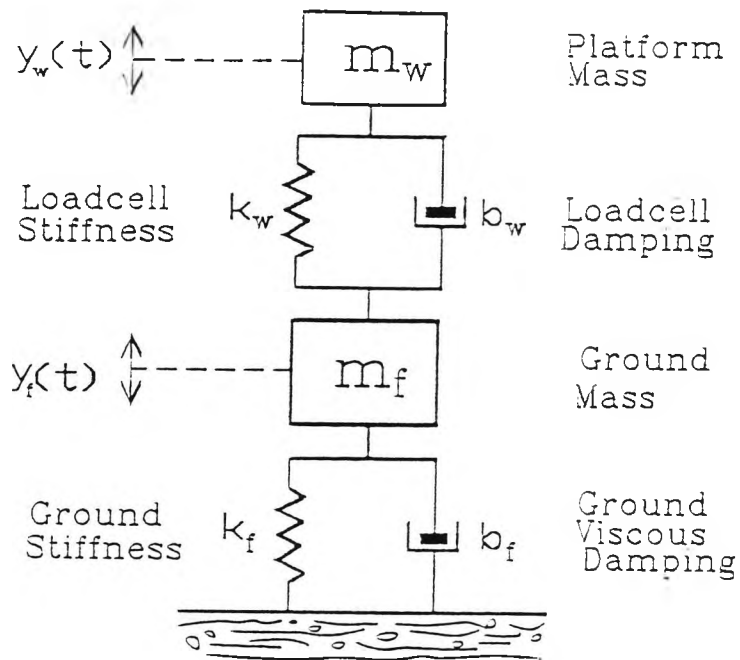 y_w(t)
m_w
Platform
Mass
Loadcell
Stiffness
k_w
b_w
Loadcell
Damping
y_f(t)
m_f
Ground
Mass
Ground
Stiffness
k_f
b_f
Ground
Viscous
Damping